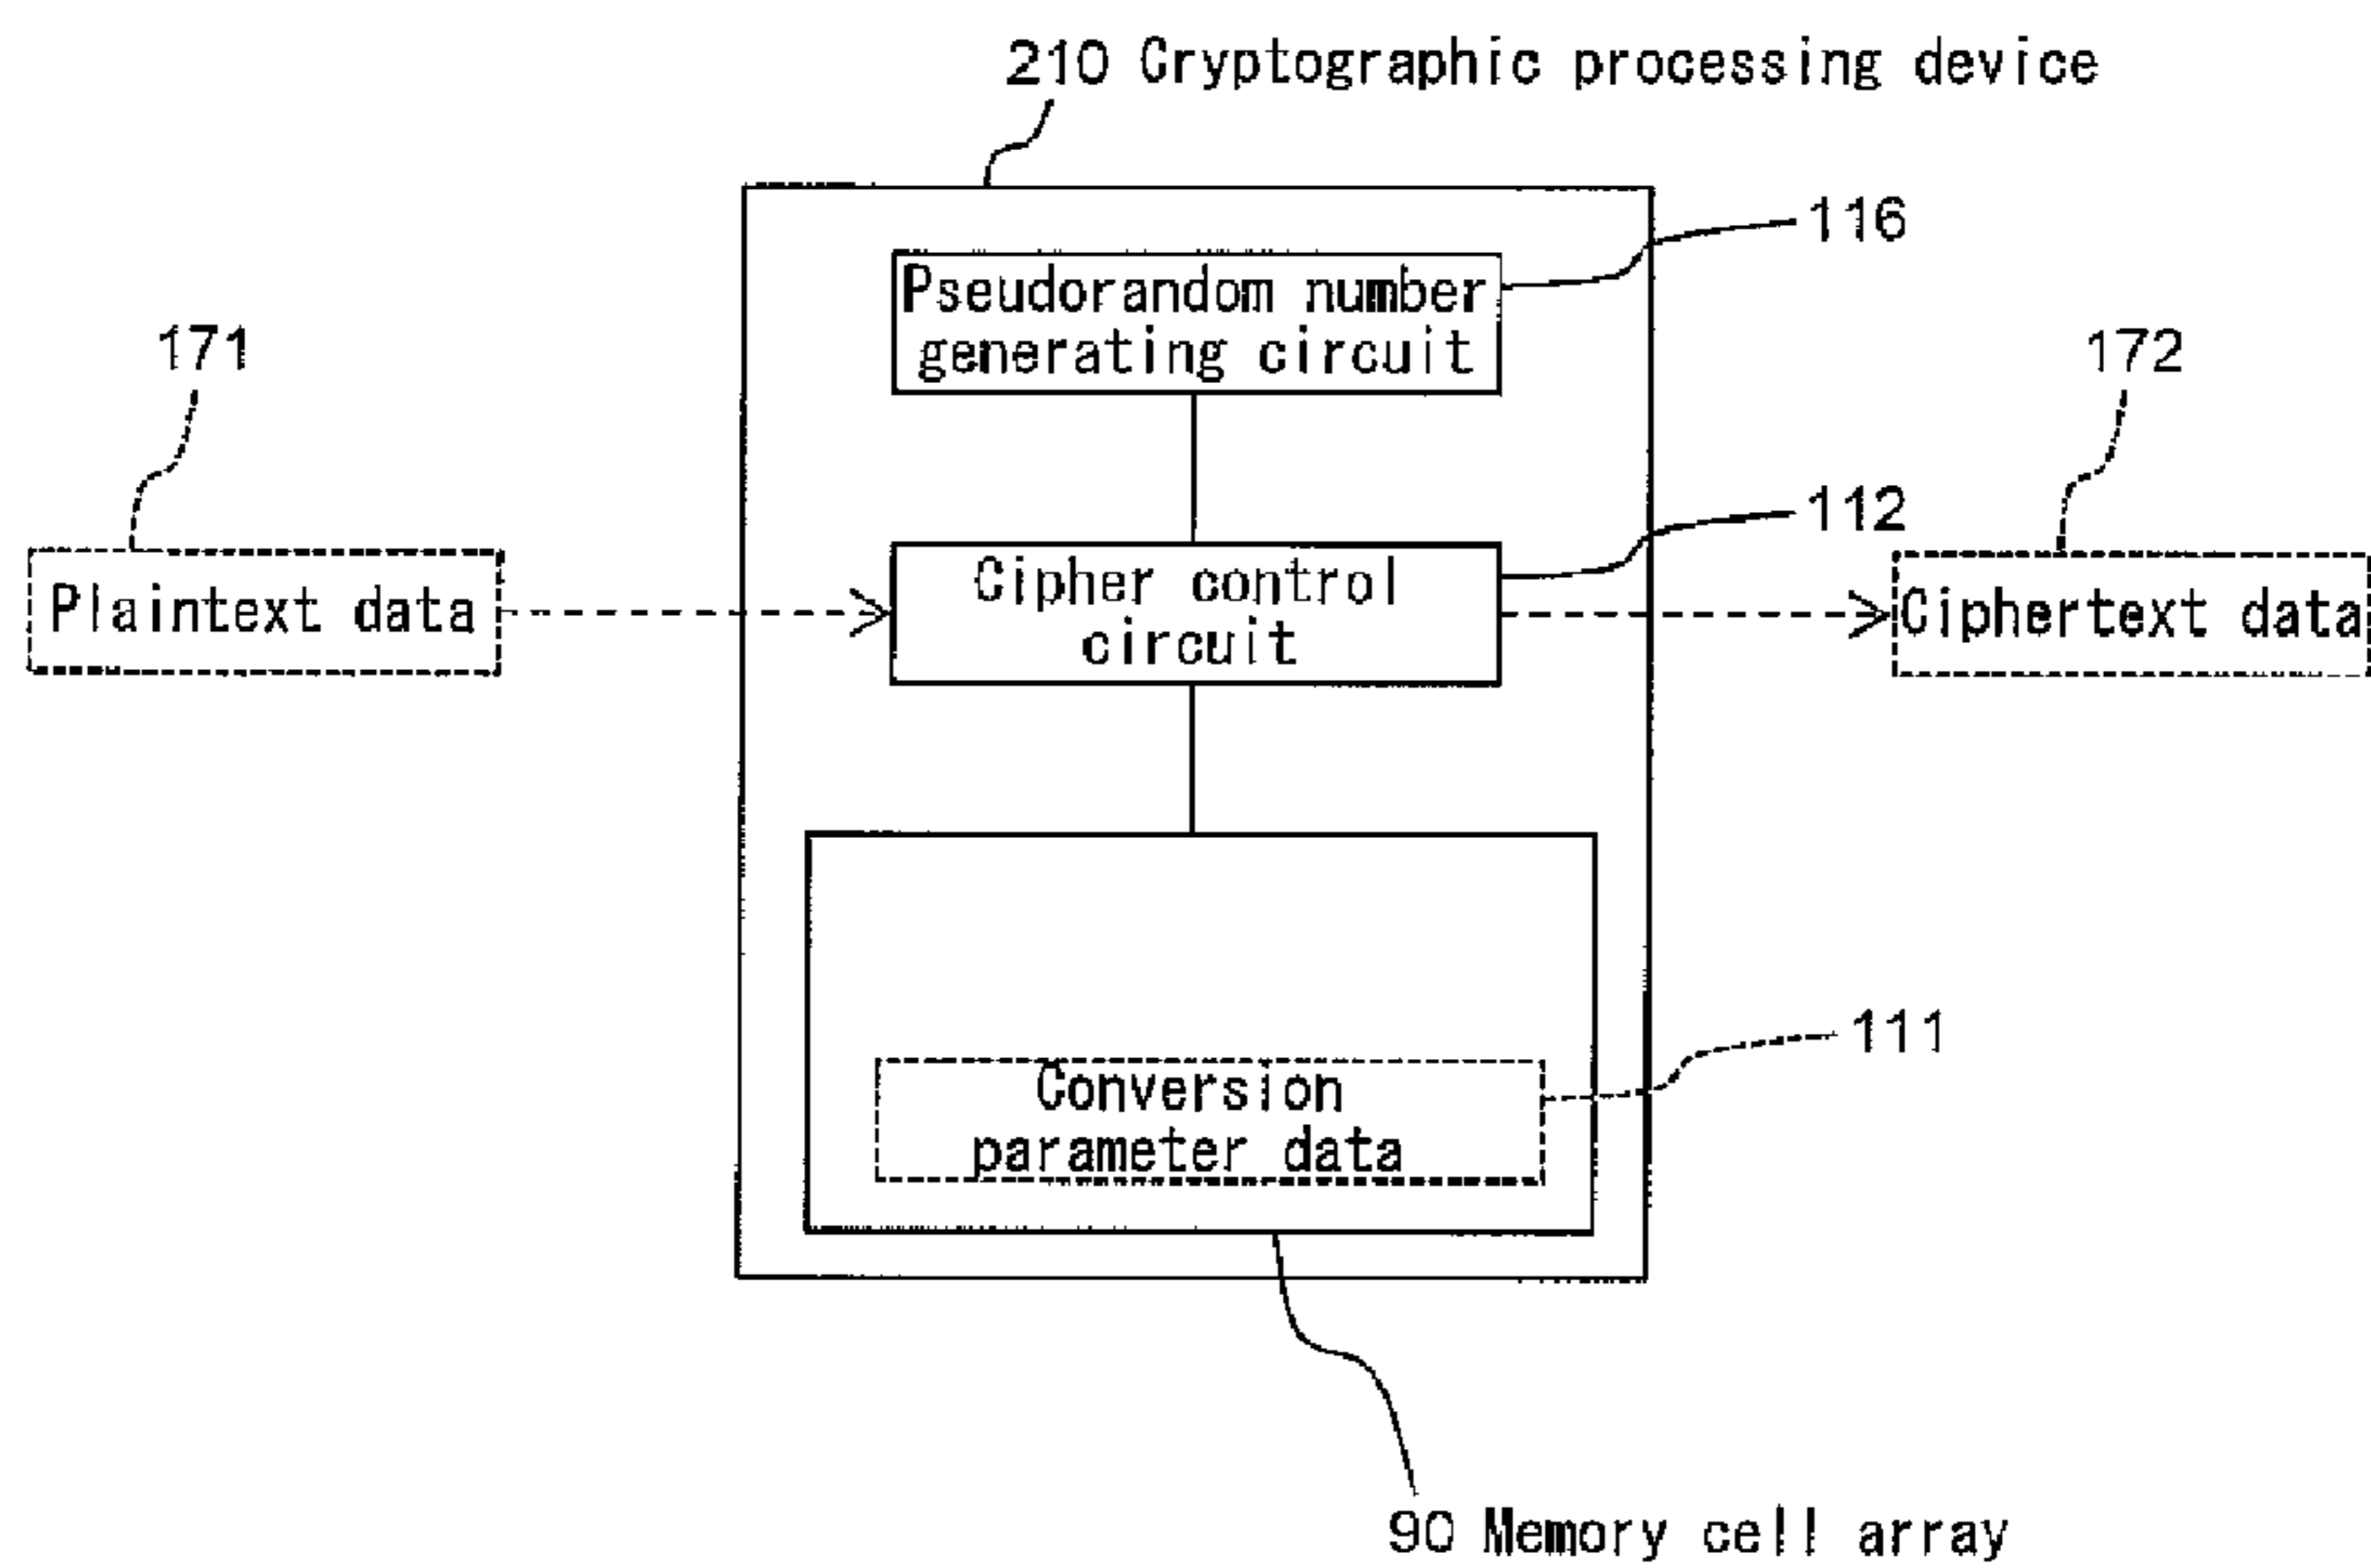 210 Cryptographic processing device
116
Pseudorandom number
generating circuit
171
172
112
Plaintext data
Cipher control
circuit
Ciphertext data
111
Conversion
parameter data
90 Memory cell array